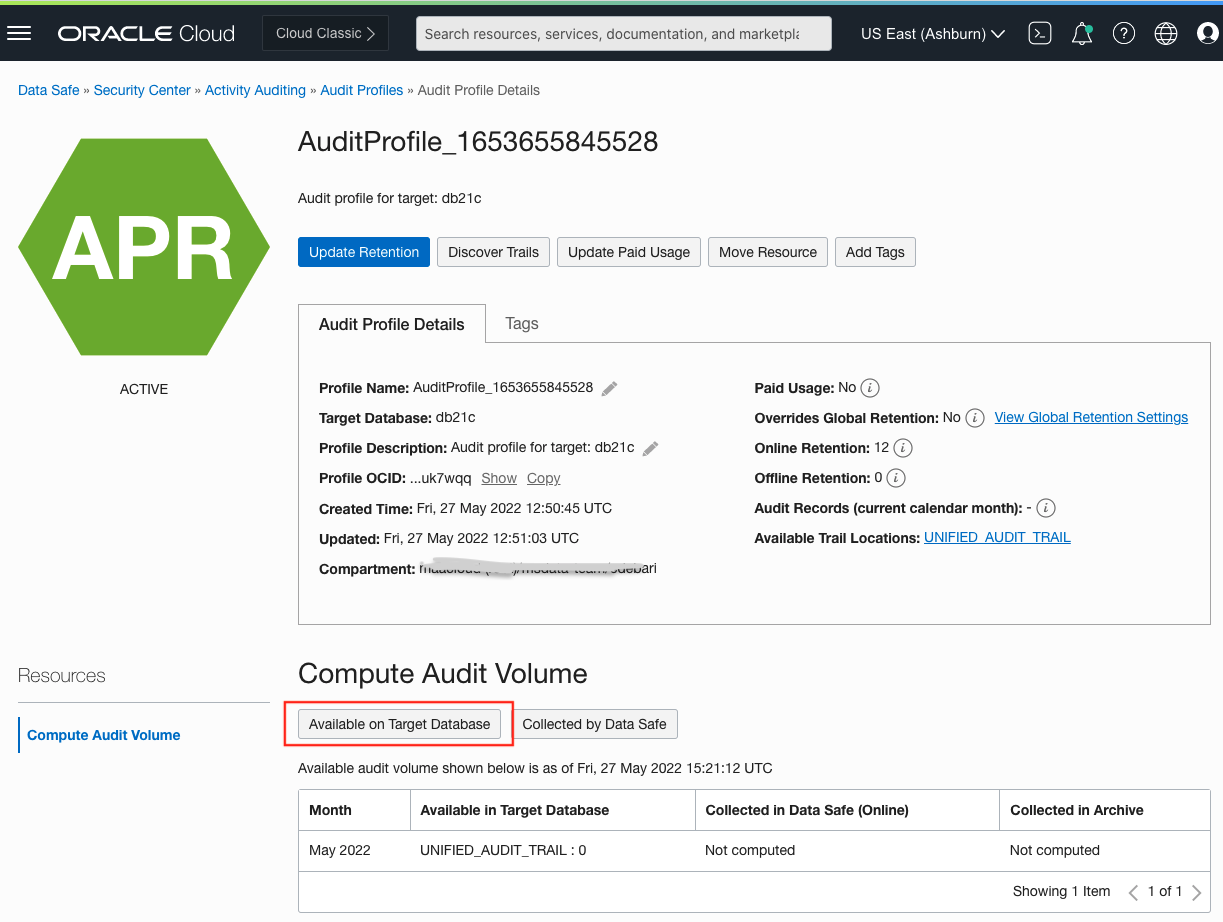 ORACLE Cloud Cloud Classic Search resources, services, documentation, and marketpla US East (Ashburn)
Data Safe » Security Center » Activity Auditing » Audit Profiles » Audit Profile Details
APR
ACTIVE
AuditProfile_1653655845528
Audit profile for target: db21c
Update Retention Discover Trails Update Paid Usage Move Resource Add Tags
Audit Profile Details Tags
Profile Name: AuditProfile_1653655845528
Target Database: db21c
Profile Description: Audit profile for target: db21c
Profile OCID: ...uk7wqq Show Copy
Created Time: Fri, 27 May 2022 12:50:45 UTC
Updated: Fri, 27 May 2022 12:51:03 UTC
Compartment:
Paid Usage: No
Overrides Global Retention: No View Global Retention Settings
Online Retention: 12
Offline Retention: 0
Audit Records (current calendar month): -
Available Trail Locations: UNIFIED_AUDIT_TRAIL
Resources
Compute Audit Volume
Compute Audit Volume
Available on Target Database Collected by Data Safe
Available audit volume shown below is as of Fri, 27 May 2022 15:21:12 UTC
Month Available in Target Database Collected in Data Safe (Online) Collected in Archive
May 2022 UNIFIED_AUDIT_TRAIL : 0 Not computed Not computed
Showing 1 Item 1 of 1